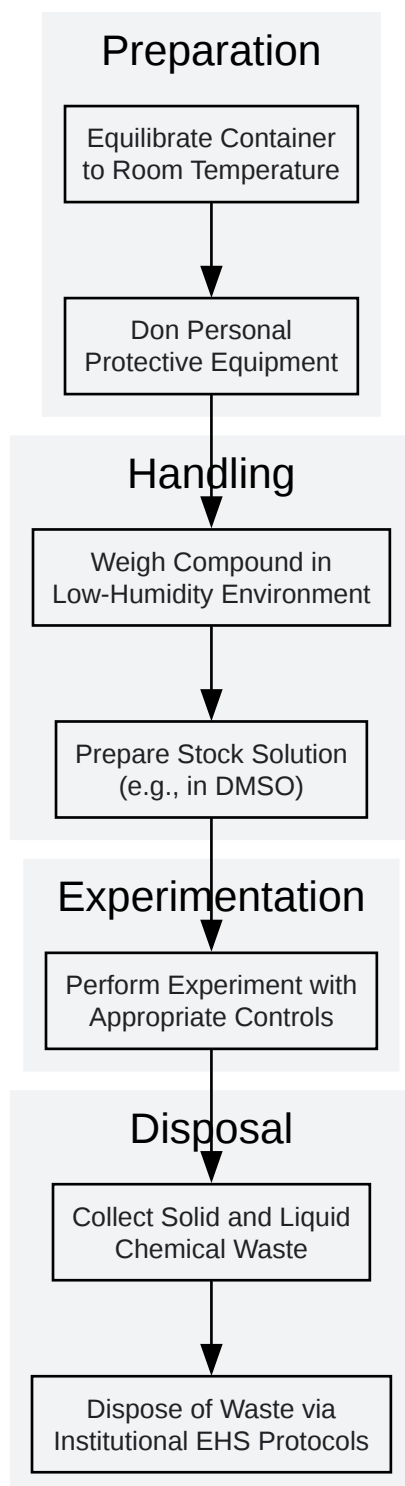 Preparation
Equilibrate Container
to Room Temperature
Don Personal
Protective Equipment
Handling
Weigh Compound in
Low-Humidity Environment
Prepare Stock Solution
(e.g., in DMSO)
Experimentation
Perform Experiment with
Appropriate Controls
Disposal
Collect Solid and Liquid
Chemical Waste
Dispose of Waste via
Institutional EHS Protocols